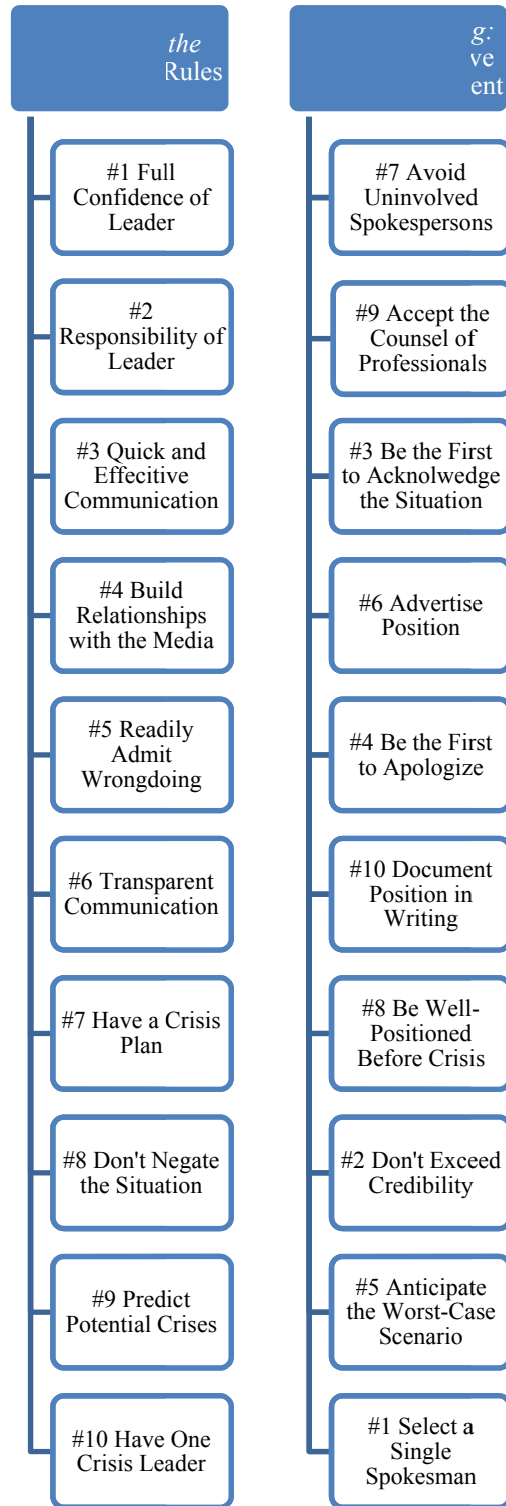 the
Rules
#1 Full
Confidence of
Leader
#2
Responsibility of
Leader
#3 Quick and
Effecitive
Communication
#4 Build
Relationships
with the Media
#5 Readily
Admit
Wrongdoing
#6 Transparent
Communication
#7 Have a Crisis
Plan
#8 Don't Negate
the Situation
#9 Predict
Potential Crises
#10 Have One
Crisis Leader
g:
ve
ent
#7 Avoid
Uninvolved
Spokespersons
#9 Accept the
Counsel of
Professionals
#3 Be the First
to Acknolwedge
the Situation
#6 Advertise
Position
#4 Be the First
to Apologize
#10 Document
Position in
Writing
#8 Be Well-
Positioned
Before Crisis
#2 Don't Exceed
Credibility
#5 Anticipate
the Worst-Case
Scenario
#1 Select a
Single
Spokesman